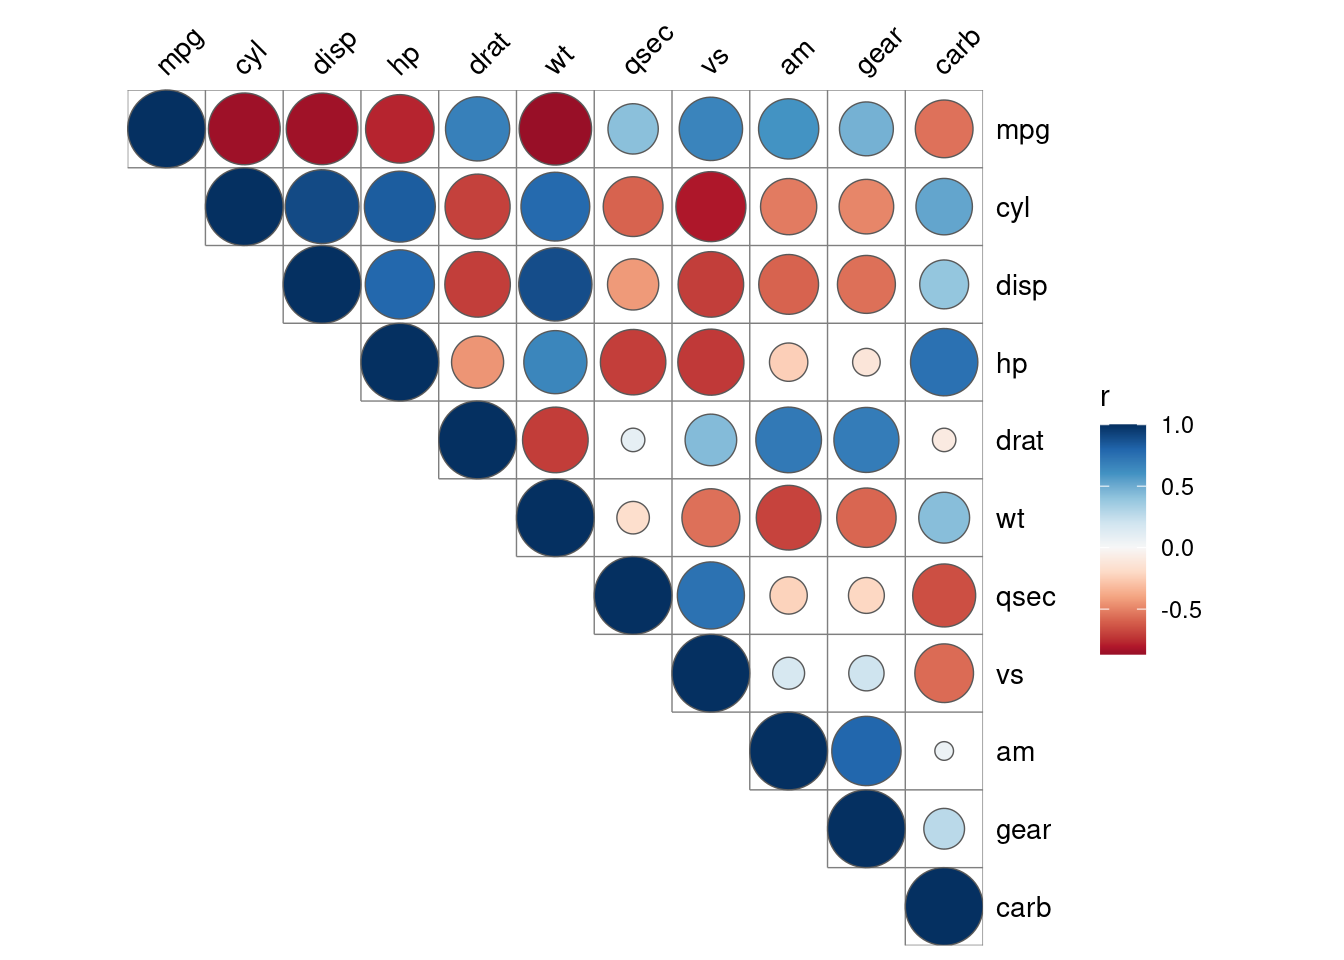 mpg cyl disp hp drat wt qsec vs am gear carb
mpg
cyl
disp
hp
drat
wt
qsec
vs
am
gear
carb
r
1.0
0.5
0.0
-0.5